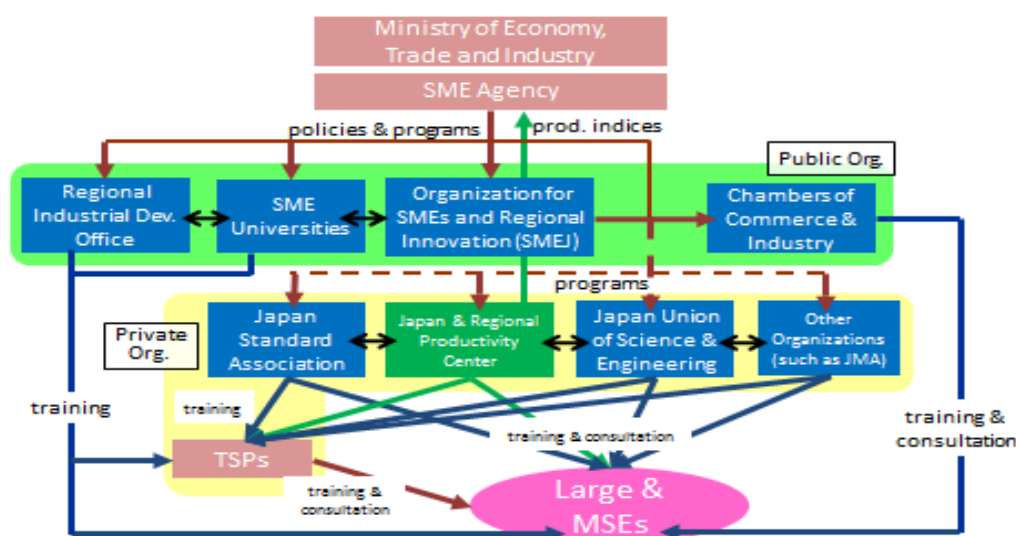 Ministry of Economy,
Trade and Industry
SME Agency
policies & programs
prod. indices
Public Org.
Regional
Industrial Dev.
Office
SME
Universities
Organization for
SMEs and Regional
Innovation (SMEJ)
Chambers of
Commerce &
Industry
programs
Private
Org.
Japan
Standard
Association
Japan & Regional
Productivity
Center
Japan Union
of Science &
Engineering
Other
Organizations
(such as JMA)
training
training
training & consultation
training &
consultation
TSPs
training &
consultation
Large &
MSEs